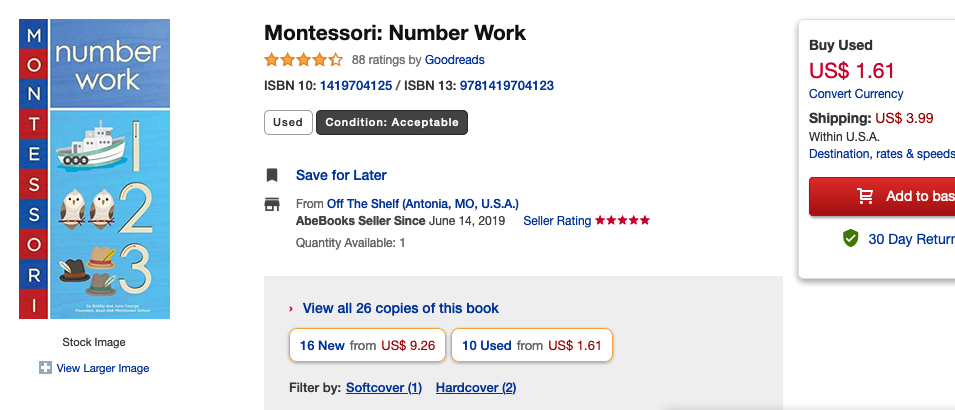 MONTESSORI
number
work
1
2
3
by Bobby and June George
Founders, Baan Dek Montessori School
Stock Image
View Larger Image
Montessori: Number Work
88 ratings by Goodreads
ISBN 10: 1419704125 / ISBN 13: 9781419704123
Used
Condition: Acceptable
Save for Later
From Off The Shelf (Antonia, MO, U.S.A.)
AbeBooks Seller Since June 14, 2019 Seller Rating
Quantity Available: 1
› View all 26 copies of this book
16 New from US$ 9.26
10 Used from US$ 1.61
Filter by: Softcover (1) Hardcover (2)
Buy Used
US$ 1.61
Convert Currency
Shipping: US$ 3.99
Within U.S.A.
Destination, rates & speeds
Add to bas
30 Day Return